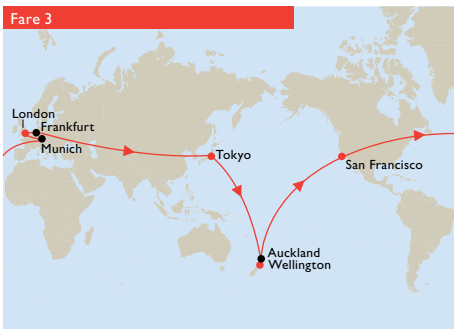 Fare 3
London
Frankfurt
Munich
Tokyo
San Francisco
Auckland
Wellington